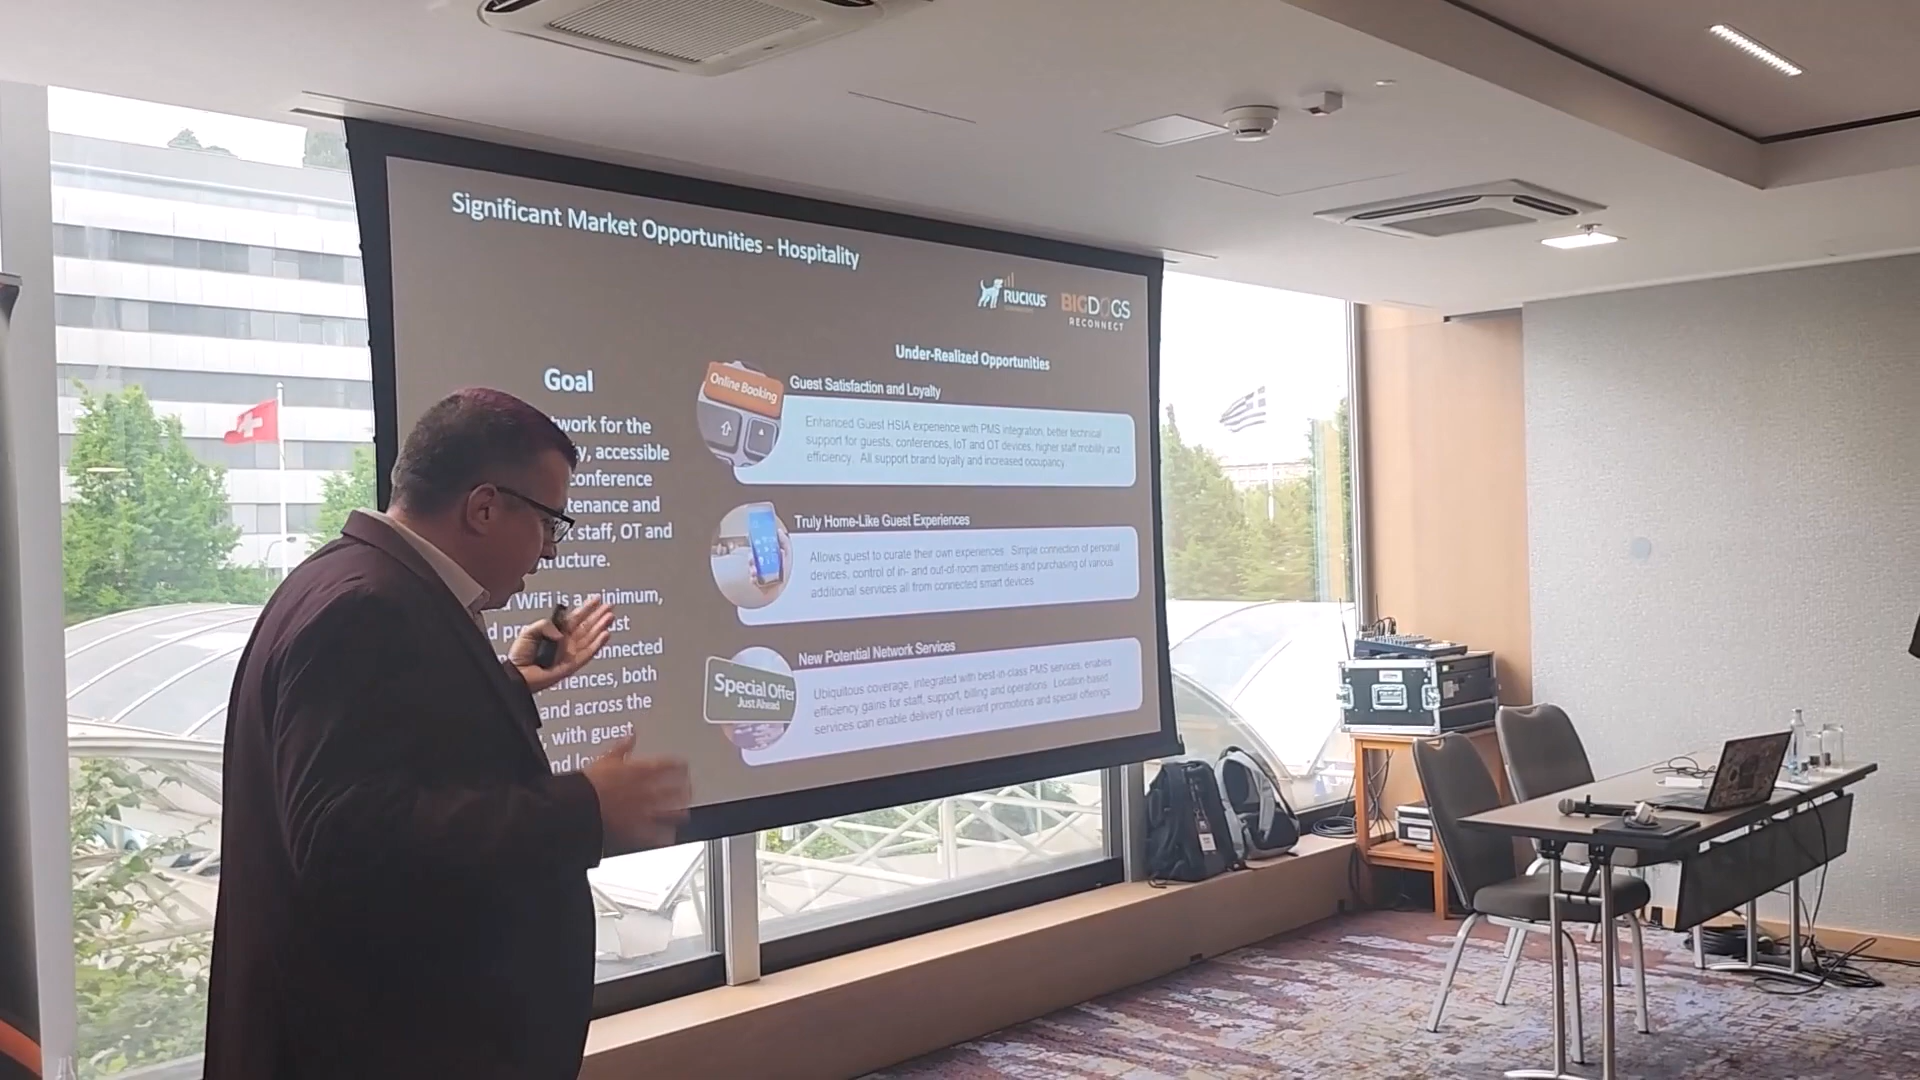 Significant Market Opportunities - Hospitality
RUCKUS
BIGDOGS
RECONNECT
Goal
work for the
accessible
conference
tenance and
staff, OT and
structure.
WiFi is a minimum,
connected
both
and across the
with guest
Under-Realized Opportunities
Online Booking
Guest Satisfaction and Loyalty
Enhanced Guest HSIA experience with PMS integration, better technical
support for guests, conferences, IoT and OT devices, higher staff mobility and
efficiency. All support brand loyalty and increased occupancy
Truly Home-Like Guest Experiences
Allows guest to curate their own experiences. Simple connection of personal
devices, control of in- and out-of-room amenities and purchasing of various
additional services all from connected smart devices
New Potential Network Services
Special Offer
Just Ahead
Ubiquitous coverage, integrated with best-in-class PMS services, enables
efficiency gains for staff, support, billing and operations. Location based
services can enable delivery of relevant promotions and special offerings.